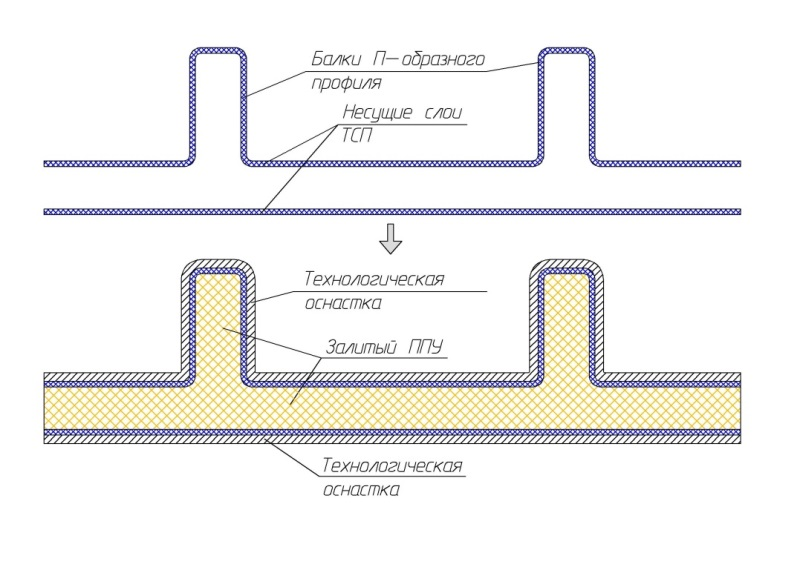 Балки П-образного
профиля
Несущие слои
ТСП
Технологическая
оснастка
Залитый ППУ
Технологическая
оснастка